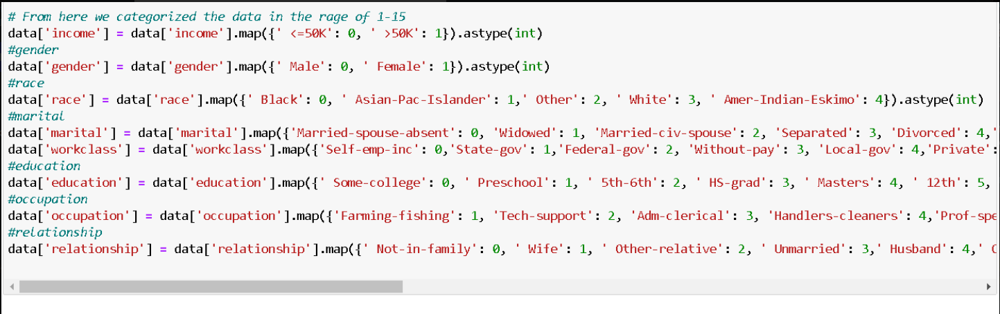 # From here we categorized the data in the rage of 1-15
data['income'] = data['income'].map({' <=50K': 0, ' >50K': 1}).astype(int)
#gender
data['gender'] = data['gender'].map({' Male': 0, ' Female': 1}).astype(int)
#race
data['race'] = data['race'].map({' Black': 0, ' Asian-Pac-Islander': 1,' Other': 2, ' White': 3, ' Amer-Indian-Eskimo': 4}).astype(int)
#marital
data['marital'] = data['marital'].map({'Married-spouse-absent': 0, 'Widowed': 1, 'Married-civ-spouse': 2, 'Separated': 3, 'Divorced': 4,'
data['workclass'] = data['workclass'].map({'Self-emp-inc': 0,'State-gov': 1,'Federal-gov': 2, 'Without-pay': 3, 'Local-gov': 4,'Private':
#education
data['education'] = data['education'].map({' Some-college': 0, ' Preschool': 1, ' 5th-6th': 2, ' HS-grad': 3, ' Masters': 4, ' 12th': 5,
#occupation
data['occupation'] = data['occupation'].map({'Farming-fishing': 1, 'Tech-support': 2, 'Adm-clerical': 3, 'Handlers-cleaners': 4,'Prof-spe
#relationship
data['relationship'] = data['relationship'].map({' Not-in-family': 0, ' Wife': 1, ' Other-relative': 2, ' Unmarried': 3,' Husband': 4,'